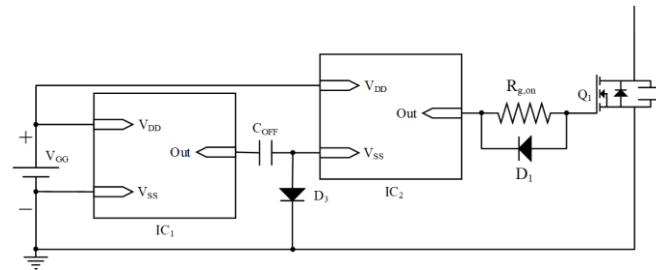 V_DD
Out
R_g,on
Q_1
+
V_DD
Out
C_OFF
V_SS
D_1
V_GG
−
V_SS
D_3
IC_2
IC_1